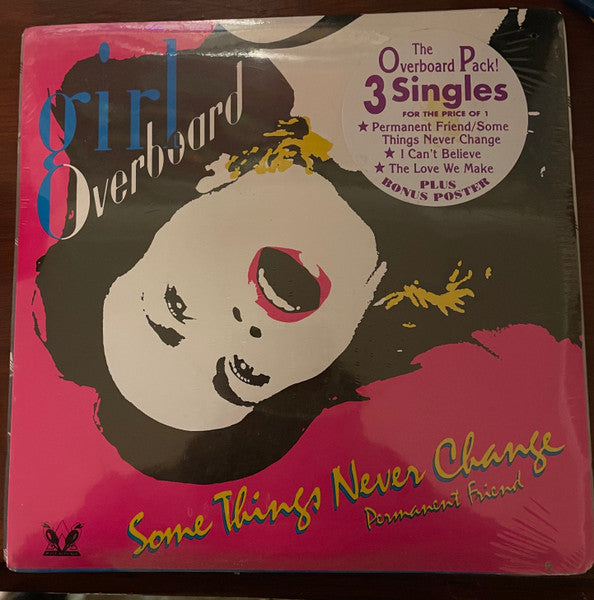 girl
Overboard
The
Overboard Pack!
3 Singles
FOR THE PRICE OF 1
★ Permanent Friend/Some
Things Never Change
★ I Can't Believe
★ The Love We Make
PLUS
BONUS POSTER
Some Things Never Change
Permanent Friend